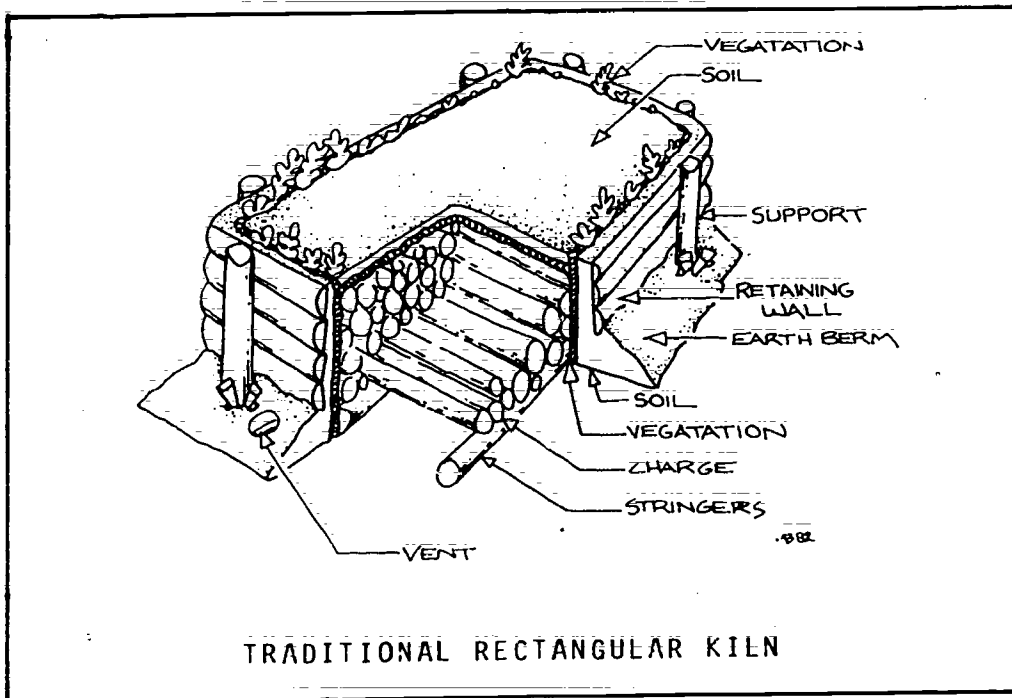 VEGATATION
SOIL
SUPPORT
RETAINING
WALL
EARTH BERM
SOIL
VEGATATION
CHARGE
STRINGERS
VENT
TRADITIONAL RECTANGULAR KILN